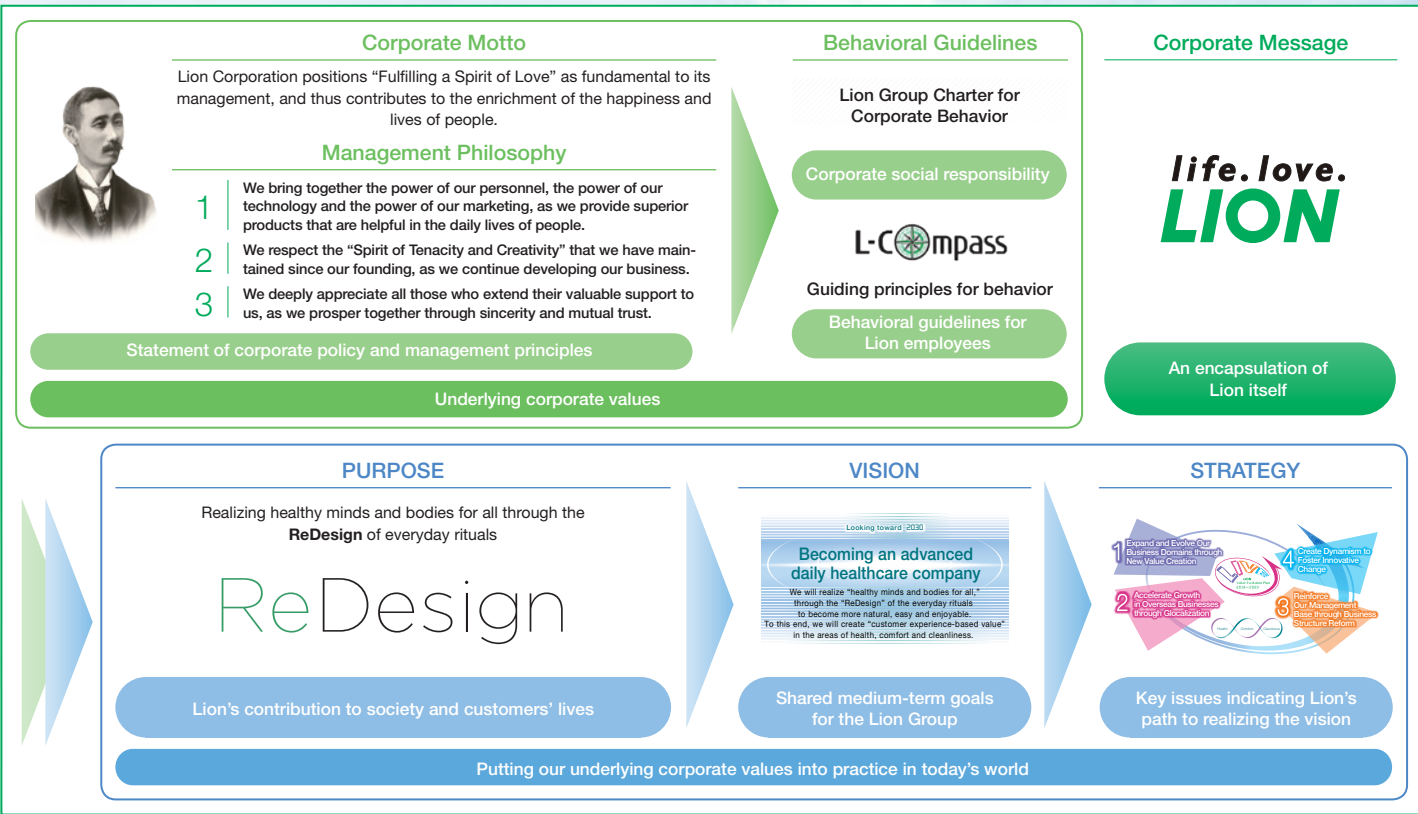 Corporate Motto
Lion Corporation positions “Fulfilling a Spirit of Love” as fundamental to its
management, and thus contributes to the enrichment of the happiness and
lives of people.
Management Philosophy
1
We bring together the power of our personnel, the power of our
technology and the power of our marketing, as we provide superior
products that are helpful in the daily lives of people.
2
We respect the “Spirit of Tenacity and Creativity” that we have main-
tained since our founding, as we continue developing our business.
3
We deeply appreciate all those who extend their valuable support to
us, as we prosper together through sincerity and mutual trust.
Statement of corporate policy and management principles
Behavioral Guidelines
Lion Group Charter for
Corporate Behavior
Corporate social responsibility
L-Compass
Guiding principles for behavior
Behavioral guidelines for
Lion employees
Underlying corporate values
Corporate Message
life.love.
LION
An encapsulation of
Lion itself
PURPOSE
Realizing healthy minds and bodies for all through the
ReDesign of everyday rituals
ReDesign
Lion’s contribution to society and customers’ lives
VISION
Looking toward 2030
Becoming an advanced
daily healthcare company
We will realize “healthy minds and bodies for all,”
through the “ReDesign” of the everyday rituals
to become more natural, easy and enjoyable.
To this end, we will create “customer experience-based value”
in the areas of health, comfort and cleanliness.
Shared medium-term goals
for the Lion Group
STRATEGY
1
Expand and Evolve Our
Business Domains through
New Value Creation
2
Accelerate Growth
in Overseas Businesses
through Glocalization
LIVE
LION
3
Reinforce
Our Management
Base through Business
Structure Reform
4
Create Dynamism to
Foster Innovative
Change
Key issues indicating Lion’s
path to realizing the vision
Putting our underlying corporate values into practice in today’s world